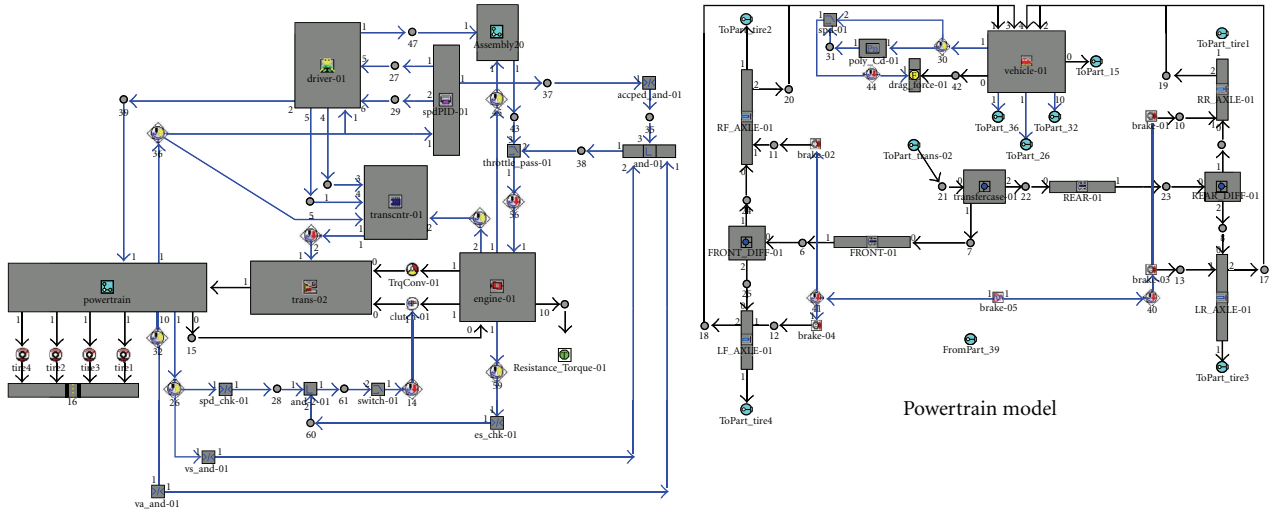 Assembly20
47
driver-01
27
29
39
spdPID-01
37
accped_and-01
35
36
43
throttle_pass-01
38
and-01
56
transcntr-01
5
powertrain
trans-02
TrqConv-01
clutch-01
engine-01
10
15
Resistance_Torque-01
32
tire4
tire2
tire3
tire1
16
26
spd_chk-01
28
and-2-01
61
switch-01
14
59
60
es_chk-01
vs_and-01
va_and-01
ToPart_tire2
spd-01
31
poly_Cd-01
30
44
drag_force-01
42
vehicle-01
ToPart_15
ToPart_tire1
20
19
RF_AXLE-01
RR_AXLE-01
ToPart_36
ToPart_32
ToPart_26
brake-01
10
11
brake-02
ToPart_trans-02
21
transfercase-01
22
REAR-01
23
REAR_DIFF-01
FRONT_DIFF-01
6
FRONT-01
7
brake-03
13
17
41
brake-05
40
LR_AXLE-01
18
LF_AXLE-01
12
brake-04
FromPart_39
ToPart_tire3
ToPart_tire4
Powertrain model